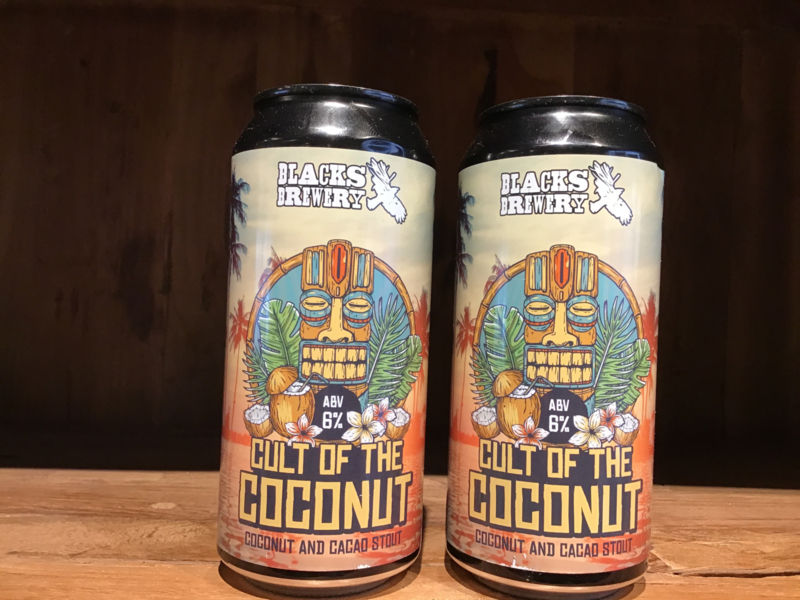 BLACKS
BREWERY
ABV
6%
CULT OF THE
COCONUT
COCONUT AND CACAO STOUT
BLACKS
BREWERY
ABV
6%
CULT OF THE
COCONUT
COCONUT AND CACAO STOUT